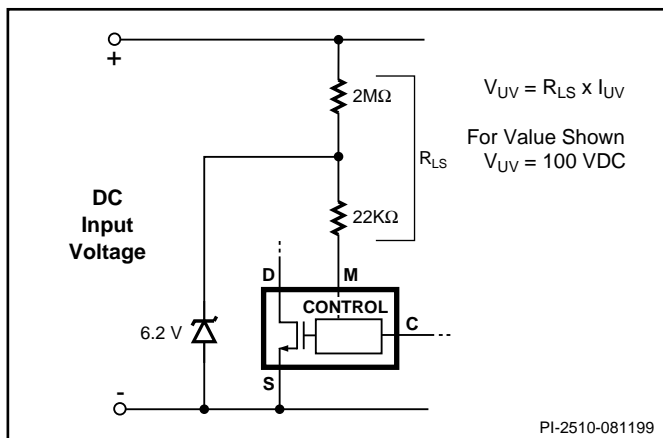 +
2MΩ
V_UV = R_LS x I_UV
For Value Shown
V_UV = 100 VDC
R_LS
DC
Input
Voltage
22KΩ
D
M
CONTROL
C
6.2 V
S
-
PI-2510-081199